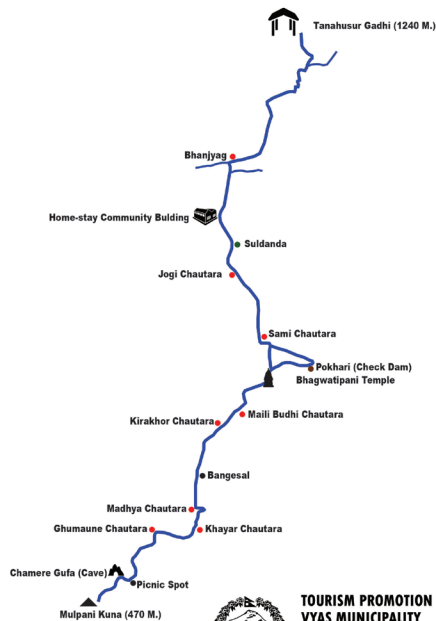 Tanahusur Gadhi (1240 M.)
Bhanjyag
Home-stay Community Bulding
Suldanda
Jogi Chautara
Sami Chautara
Pokhari (Check Dam)
Bhagwatipani Temple
Maili Budhi Chautara
Kirakhor Chautara
Bangesal
Madhya Chautara
Ghumaune Chautara
Khayar Chautara
Chamere Gufa (Cave)
Picnic Spot
Mulpani Kuna (470 M.)
TOURISM PROMOTION
VYAS MUNICIPALITY